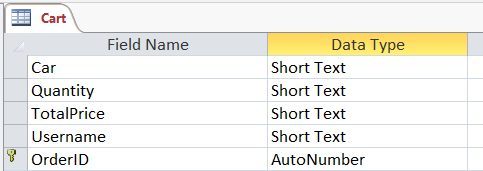 Cart
Field Name Data Type
Car Short Text
Quantity Short Text
TotalPrice Short Text
Username Short Text
OrderID AutoNumber